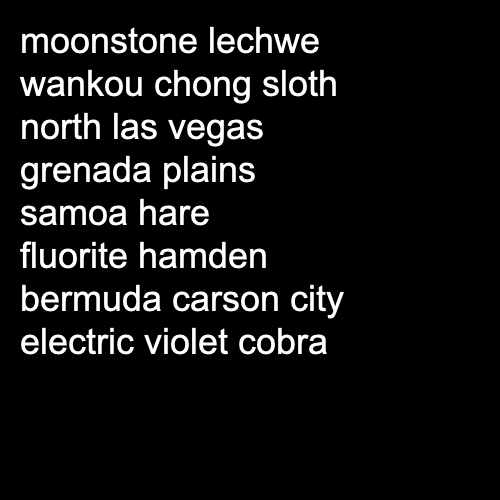 moonstone lechwe
wankou chong sloth
north las vegas
grenada plains
samoa hare
fluorite hamden
bermuda carson city
electric violet cobra